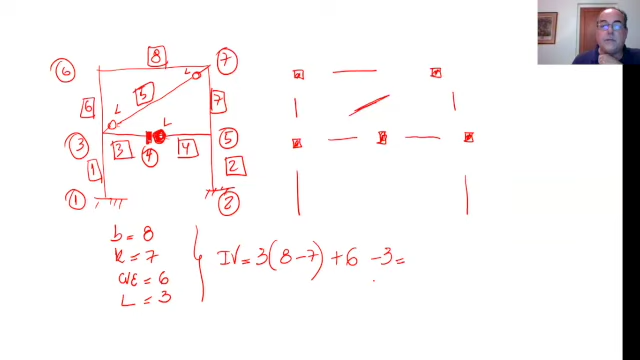 8
6 L 7
5
6 7
L L
3 3 4 4 5
1 2
1 2
b = 8
K = 7
CVE = 6
L = 3
IV = 3(8-7) + 6 -3 =